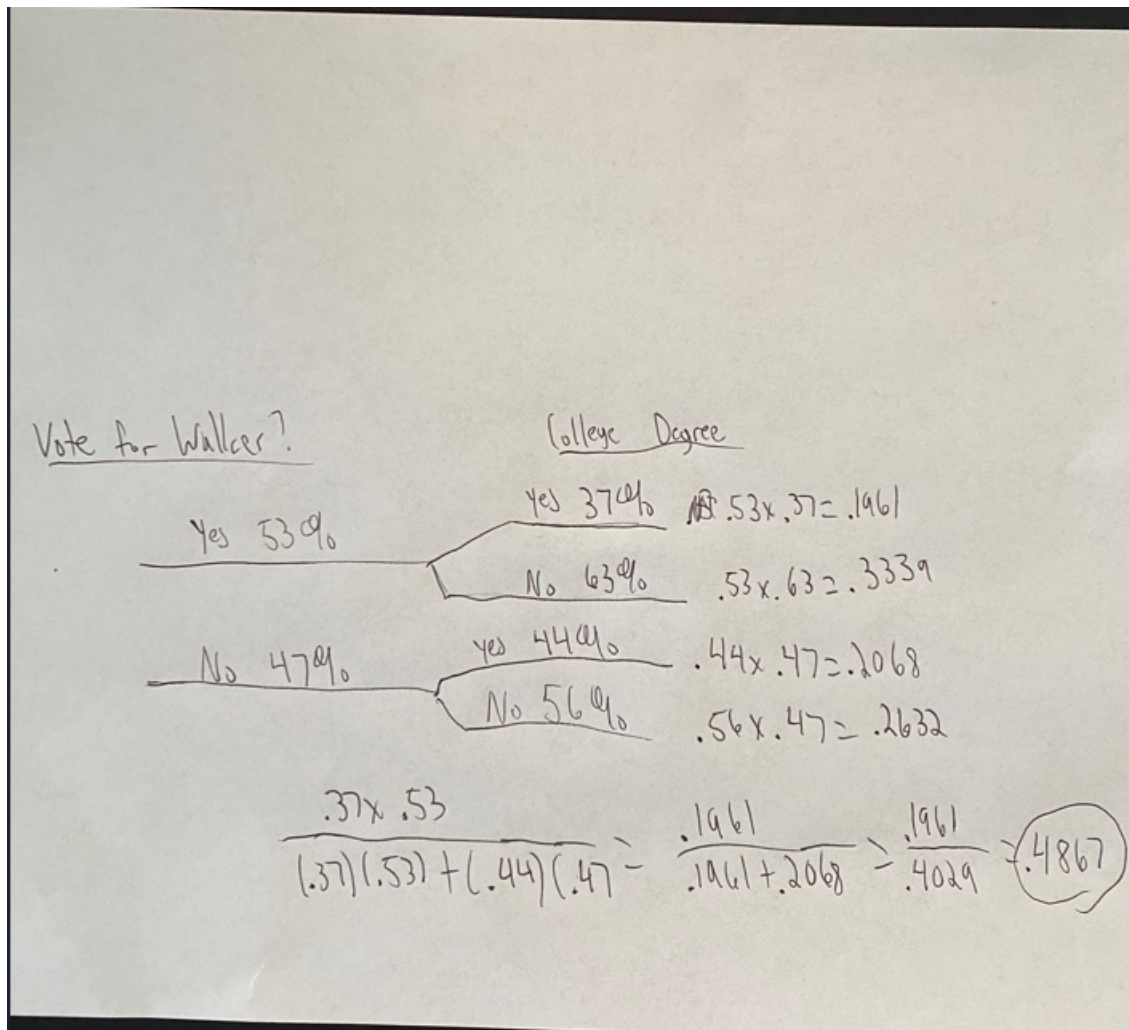 Vote for Walker? College Degree
Yes 53% Yes 37% .53x.37=.1961
No 63% .53x.63=.3339
No 47% Yes 44% .44x.47=.2068
No 56% .56x.47=.2632
.37x .53 / (.37)(.53)+(.44)(.47 = .1961 / .1961+.2068 = .1961 / .4029 = .4867